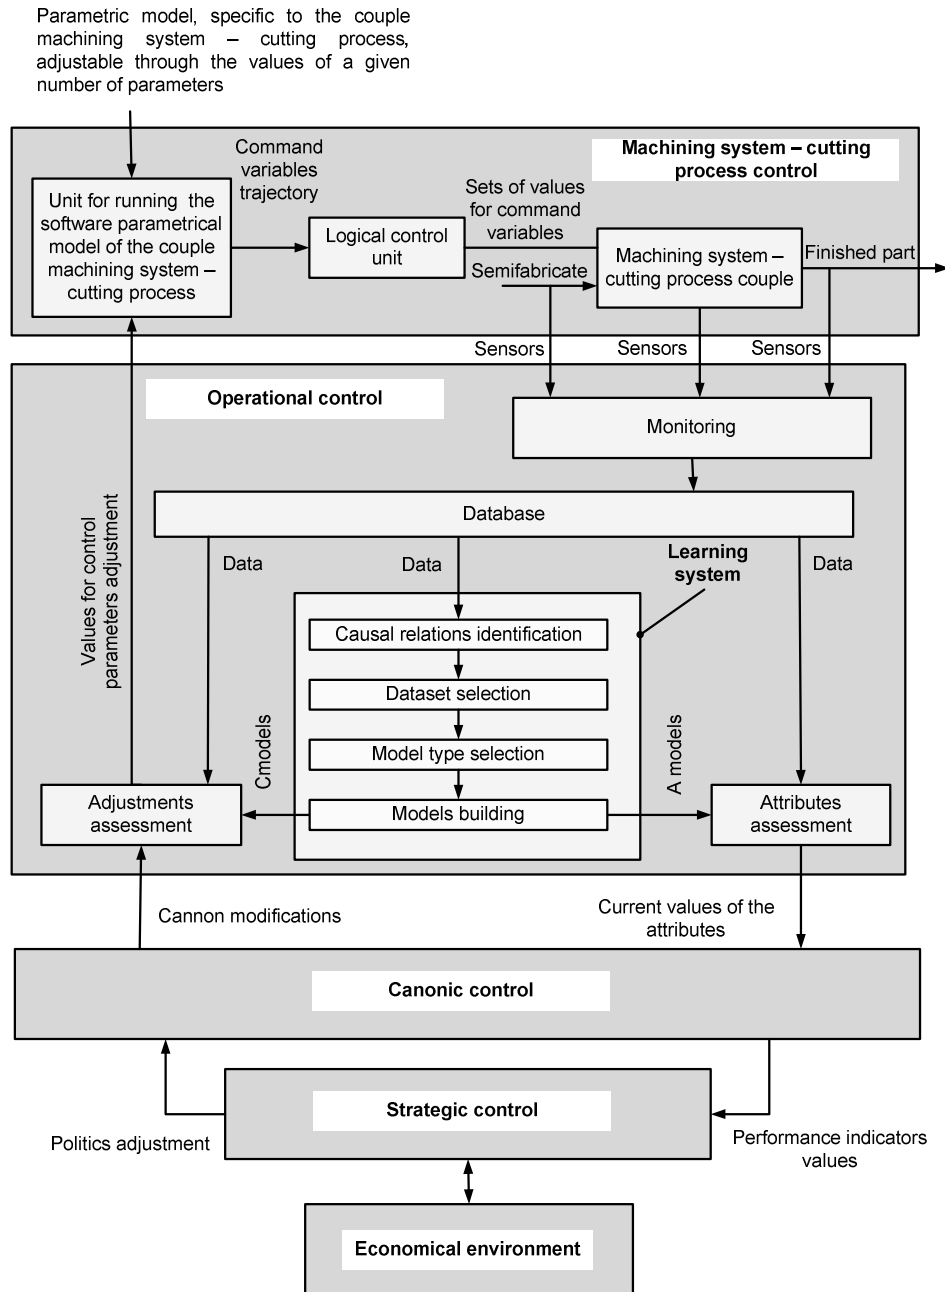 Parametric model, specific to the couple
machining system – cutting process,
adjustable through the values of a given
number of parameters
Machining system – cutting
process control
Command
variables
trajectory
Unit for running the
software parametrical
model of the couple
machining system –
cutting process
Logical control
unit
Sets of values
for command
variables
Semifabricate
Machining system –
cutting process couple
Finished part
Sensors
Sensors
Sensors
Operational control
Monitoring
Database
Values for control
parameters adjustment
Data
Data
Learning
system
Data
Causal relations identification
Dataset selection
Model type selection
Models building
Cmodels
A models
Adjustments
assessment
Attributes
assessment
Cannon modifications
Current values of the
attributes
Canonic control
Strategic control
Politics adjustment
Performance indicators
values
Economical environment